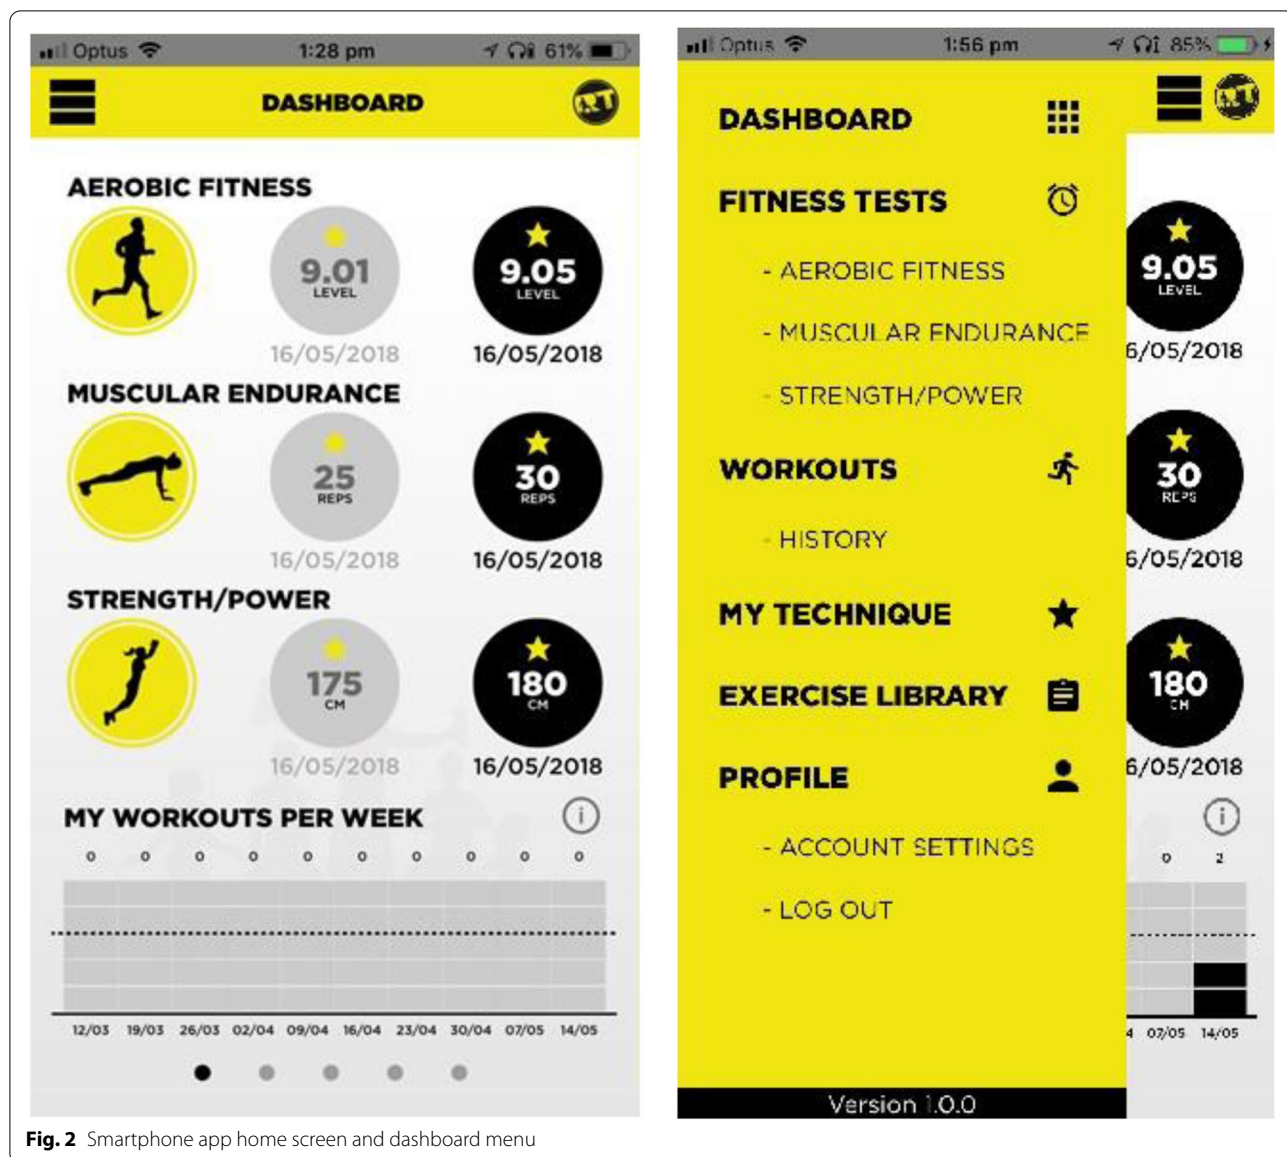 Optus 1:28 pm 61%
DASHBOARD
AEROBIC FITNESS
9.01 9.05
LEVEL LEVEL
16/05/2018 16/05/2018
MUSCULAR ENDURANCE
25 30
REPS REPS
16/05/2018 16/05/2018
STRENGTH/POWER
175 180
CM CM
16/05/2018 16/05/2018
MY WORKOUTS PER WEEK i
0 0 0 0 0 0 0 0 0 0
12/03 19/03 26/03 02/04 09/04 16/04 23/04 30/04 07/05 14/05
Optus 1:56 pm 85%
DASHBOARD
FITNESS TESTS
- AEROBIC FITNESS
- MUSCULAR ENDURANCE
- STRENGTH/POWER
WORKOUTS
- HISTORY
MY TECHNIQUE
EXERCISE LIBRARY
PROFILE
- ACCOUNT SETTINGS
- LOG OUT
Version 1.0.0
9.05
LEVEL
6/05/2018
30
REPS
6/05/2018
180
CM
6/05/2018
i
0 2
4 07/05 14/05
Fig. 2 Smartphone app home screen and dashboard menu